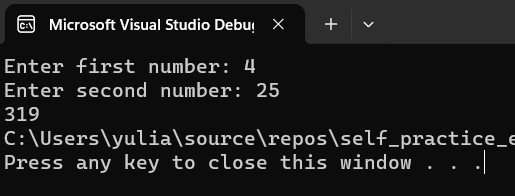 Microsoft Visual Studio Debug
Enter first number: 4
Enter second number: 25
319
C:\Users\yulia\source\repos\self_practice_e
Press any key to close this window . . .